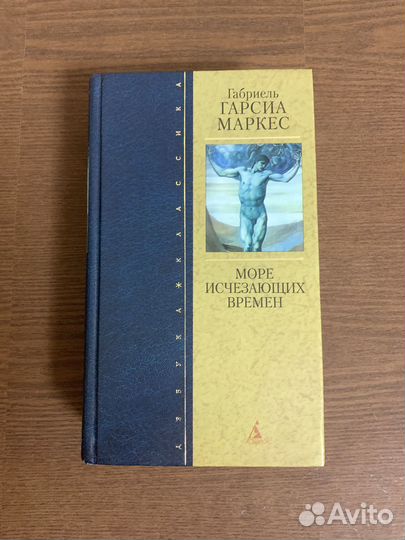 Габриель
ГАРСИА
МАРКЕС
МОРЕ
ИСЧЕЗАЮЩИХ
ВРЕМЕН
АЗБУКА * КЛАССИКА
Avito